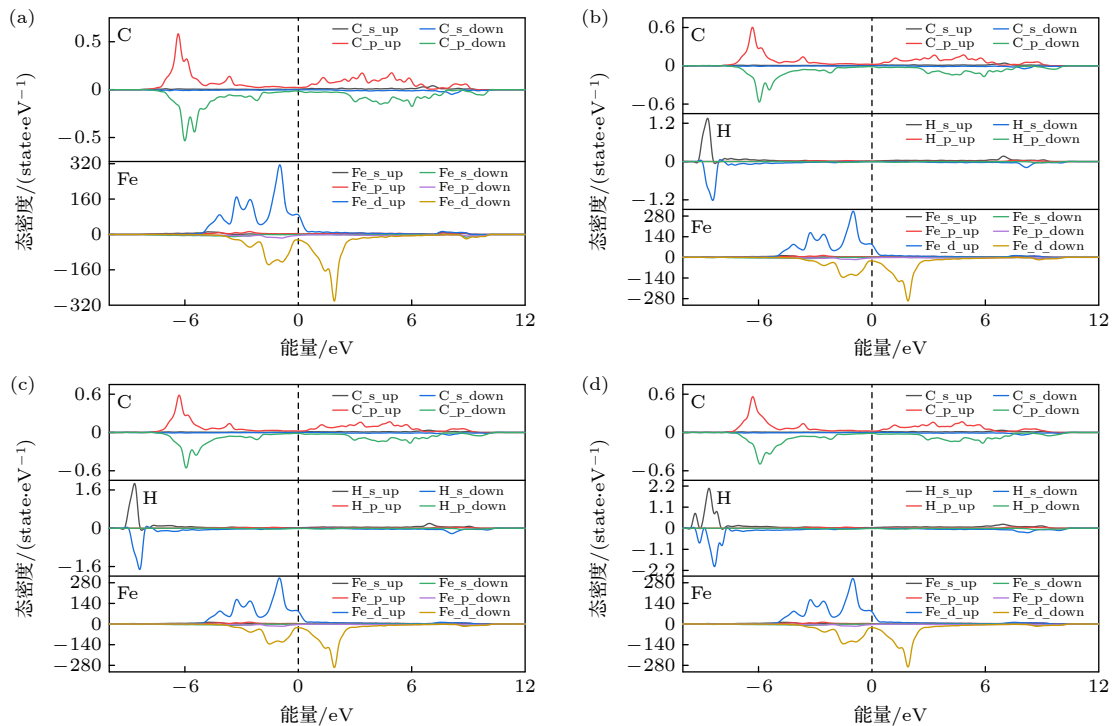 (a)
C
C_s_up
C_s_down
C_p_up
C_p_down
0.5
0
−0.5
Fe
Fe_s_up
Fe_s_down
Fe_p_up
Fe_p_down
Fe_d_up
Fe_d_down
320
160
0
−160
−320
态密度/(state·eV−1)
−6
0
6
12
能量/eV
(b)
C
C_s_up
C_s_down
C_p_up
C_p_down
0.6
0
−0.6
H
H_s_up
H_s_down
H_p_up
H_p_down
1.2
0
−1.2
Fe
Fe_s_up
Fe_s_down
Fe_p_up
Fe_p_down
Fe_d_up
Fe_d_down
280
140
0
−140
−280
态密度/(state·eV−1)
−6
0
6
12
能量/eV
(c)
C
C_s_up
C_s_down
C_p_up
C_p_down
0.6
0
−0.6
H
H_s_up
H_s_down
H_p_up
H_p_down
1.6
0
−1.6
Fe
Fe_s_up
Fe_s_down
Fe_p_up
Fe_p_down
Fe_d_up
Fe_d_down
280
140
0
−140
−280
态密度/(state·eV−1)
−6
0
6
12
能量/eV
(d)
C
C_s_up
C_s_down
C_p_up
C_p_down
0.6
0
−0.6
H
H_s_up
H_s_down
H_p_up
H_p_down
2.2
1.1
0
−1.1
−2.2
Fe
Fe_s_up
Fe_s_down
Fe_p_up
Fe_p_down
Fe_d_up
Fe_d_down
280
140
0
−140
−280
态密度/(state·eV−1)
−6
0
6
12
能量/eV